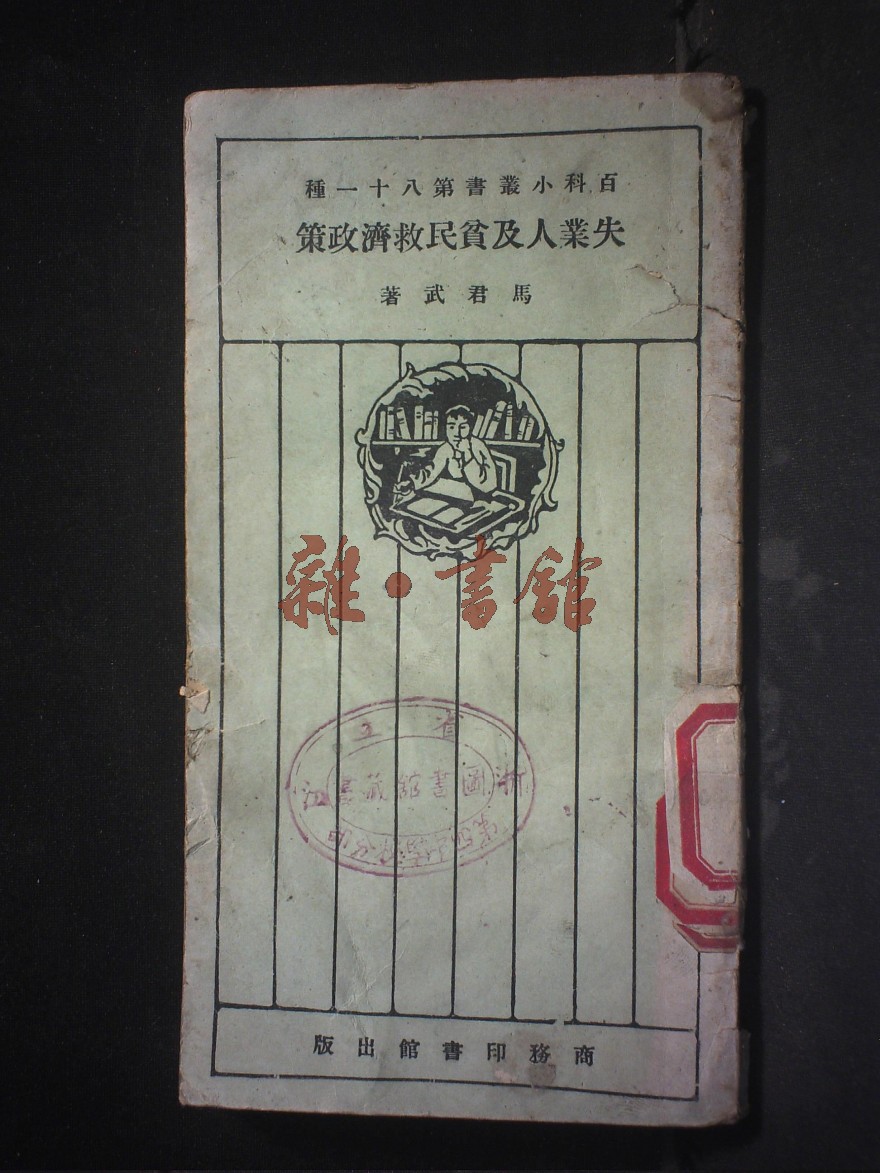 百科小叢書第八十一種
失業人及貧民救濟政策
馬君武著
雜·書館
省立
浙江
圖書館藏書
商務印書館出版